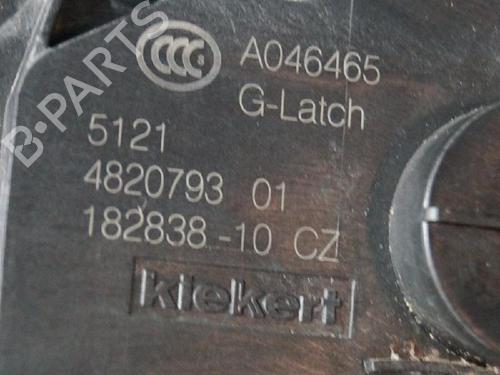 CCC A046465
G-Latch
5121
4820793 01
182838-10 CZ
kiekert
B-PARTS